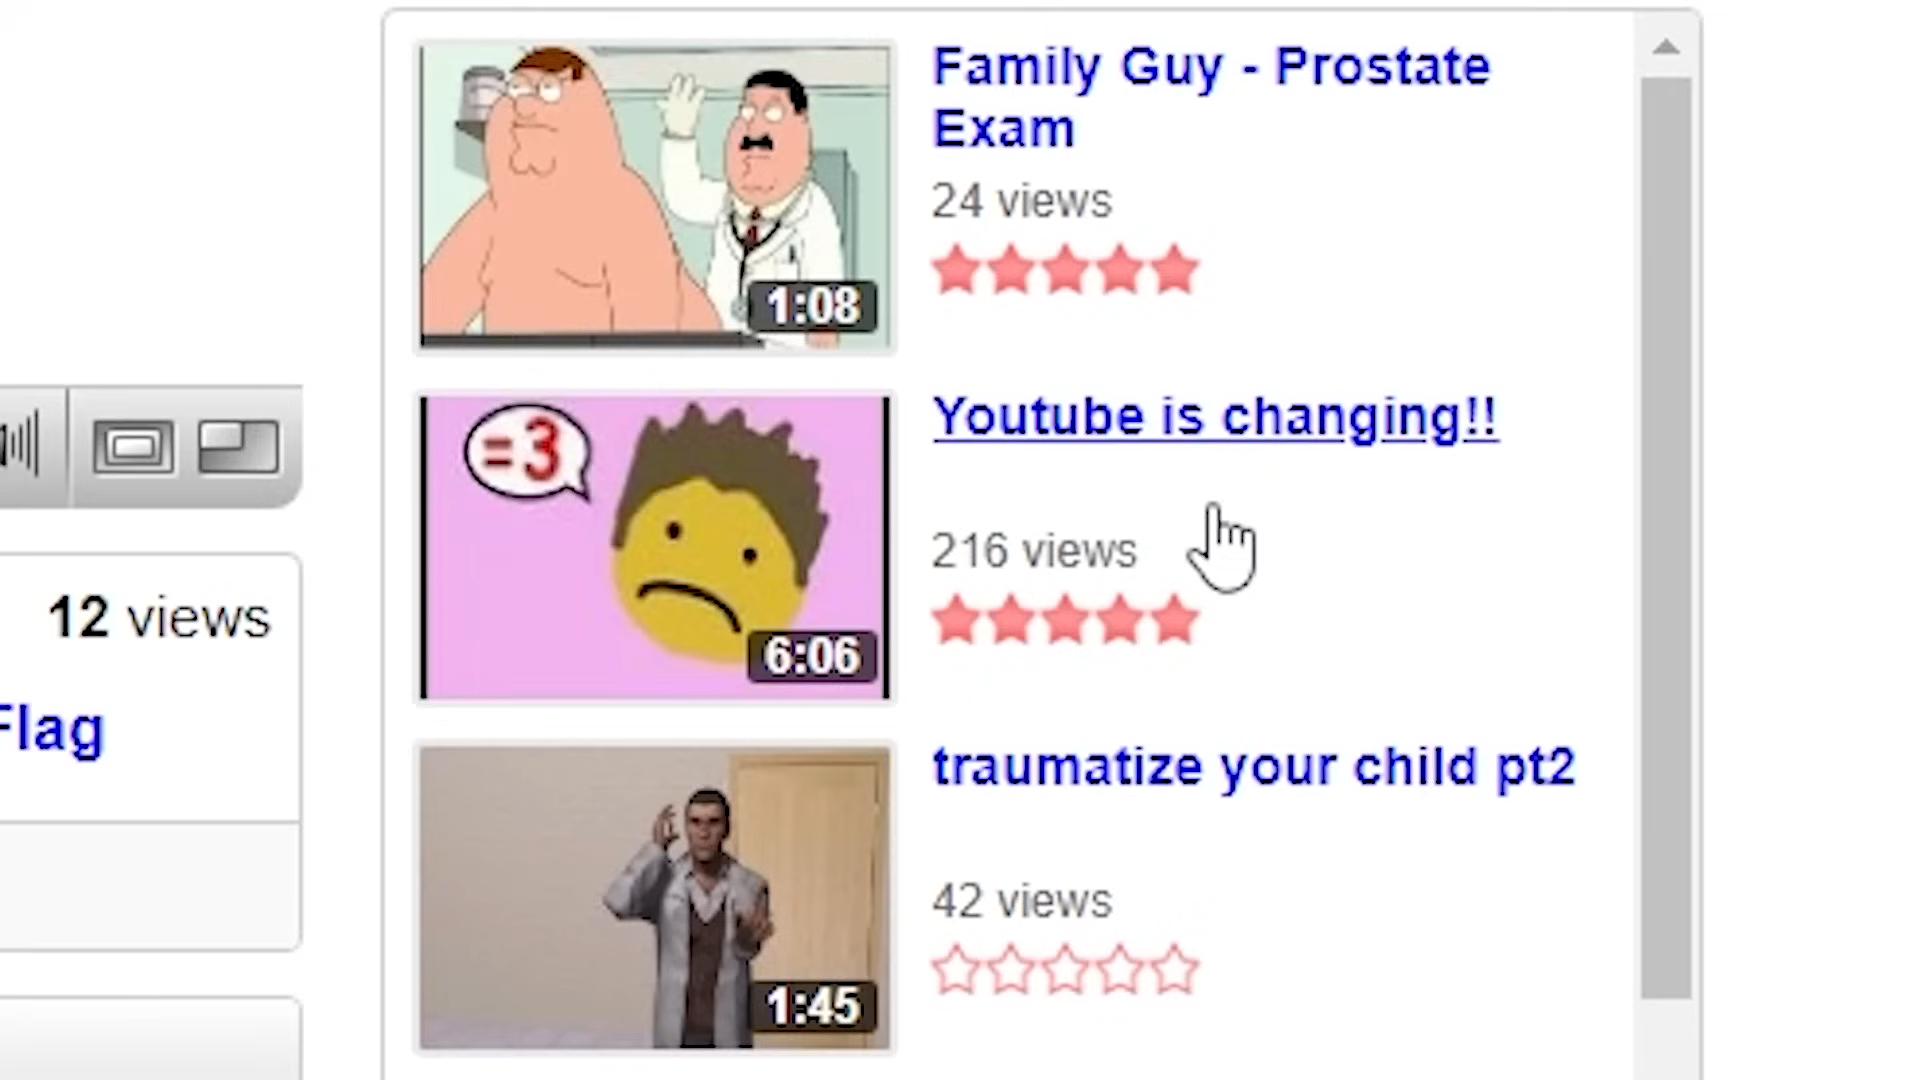 Family Guy - Prostate
Exam
24 views
1:08
=3
Youtube is changing!!
216 views
6:06
12 views
Flag
traumatize your child pt2
42 views
1:45